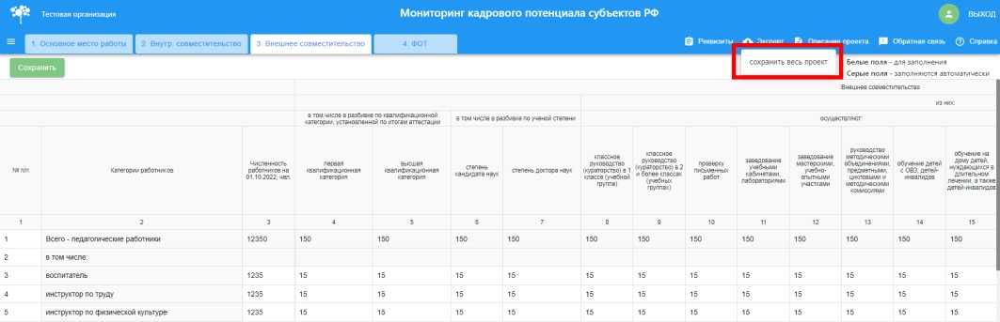 Тестовая организация
Мониторинг кадрового потенциала субъектов РФ
ВЫХОД
1. Основное место работы
2. Внутр. совместительство
3. Внешнее совместительство
4. ФОТ
Реквизиты
Экспорт
Описание проекта
Обратная связь
Справка
Сохранить
сохранить весь проект
Белые поля - для заполнения
Серые поля - заполняются автоматически
Внешнее совместительство
из них:
в том числе в разбивке по квалификационной
категории, установленной по итогам аттестации
в том числе в разбивке по ученой степени
осуществляют:
№ п/п
Категории работников
Численность
работников на
01.10.2022, чел.
первая
квалификационная
категория
высшая
квалификационная
категория
степень
кандидата наук
степень доктора наук
классное
руководство
(кураторство) в 1
классе (учебной
группе)
классное
руководство
(кураторство) в 2
и более классах
(учебных
группах)
проверку
письменных
работ
заведование
учебными
кабинетами,
лабораториями
заведование
мастерскими,
учебно-
опытными
участками
руководство
методическими
объединениями,
предметными,
цикловыми и
методическими
комиссиями
обучение детей
с ОВЗ, детей-
инвалидов
обучение на
дому детей,
нуждающихся в
длительном
лечении, а также
детей-инвалидов
1 2 3 4 5 6 7 8 9 10 11 12 13 14 15
1 Всего - педагогические работники 12350 150 150 150 150 150 150 150 150 150 150 150 150
2 в том числе:
3 воспитатель 1235 15 15 15 15 15 15 15 15 15 15 15 15
4 инструктор по труду 1235 15 15 15 15 15 15 15 15 15 15 15 15
5 инструктор по физической культуре 1235 15 15 15 15 15 15 15 15 15 15 15 15